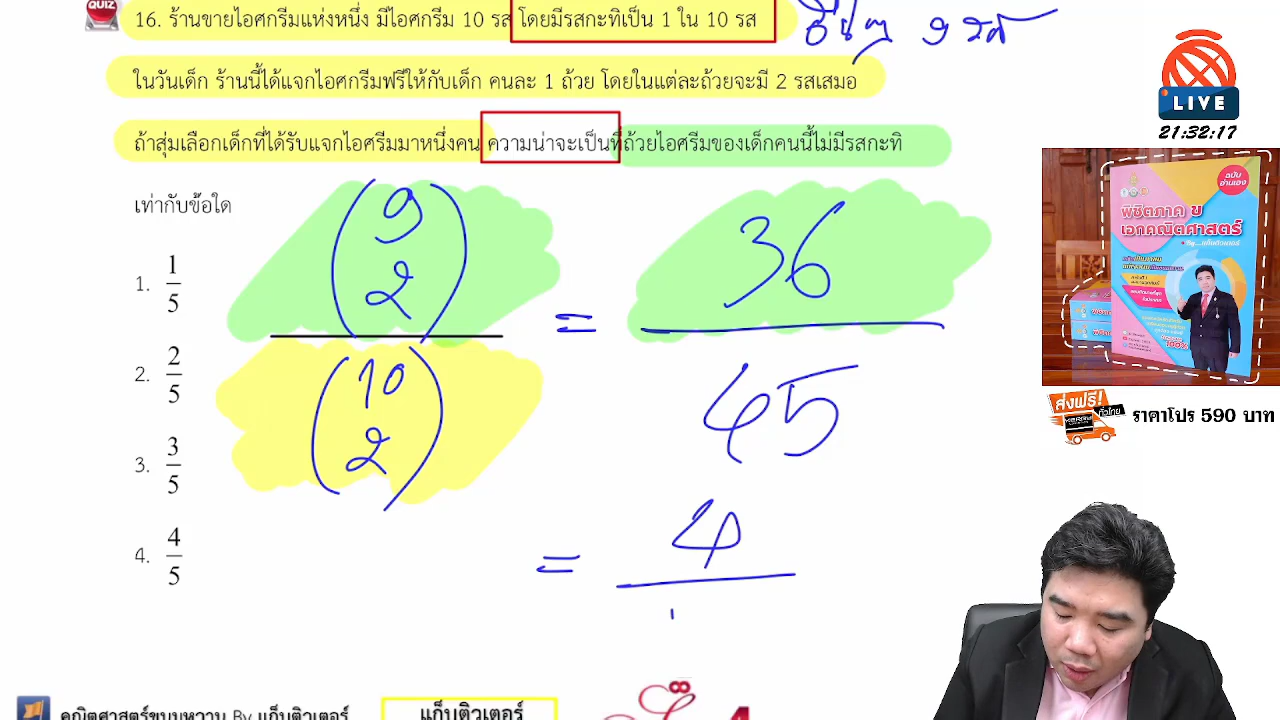 QUIZ
16. ร้านขายไอศกรีมแห่งหนึ่ง มีไอศกรีม 10 รส โดยมีรสกะทิเป็น 1 ใน 10 รส
ในวันเด็ก ร้านนี้ได้แจกไอศกรีมฟรีให้กับเด็ก คนละ 1 ถ้วย โดยในแต่ละถ้วยจะมี 2 รสเสมอ
ถ้าสุ่มเลือกเด็กที่ได้รับแจกไอศรีมมาหนึ่งคน ความน่าจะเป็นที่ถ้วยไอศรีมของเด็กคนนี้ไม่มีรสกะทิ
เท่ากับข้อใด
1. 1/5
2. 2/5
3. 3/5
4. 4/5
(9 2)
(10 2)
= 36
45
= 4
LIVE
21:32:17
ฉบับ
อ่านเอง
พิชิตภาค ข
เอกคณิตศาสตร์
100%
ส่งฟรี!
ทั่วไทย
ราคาโปร 590 บาท
คณิตศาสตร์ขนมหวาน By แก็บติวเตอร์
แก็บติวเตอร์